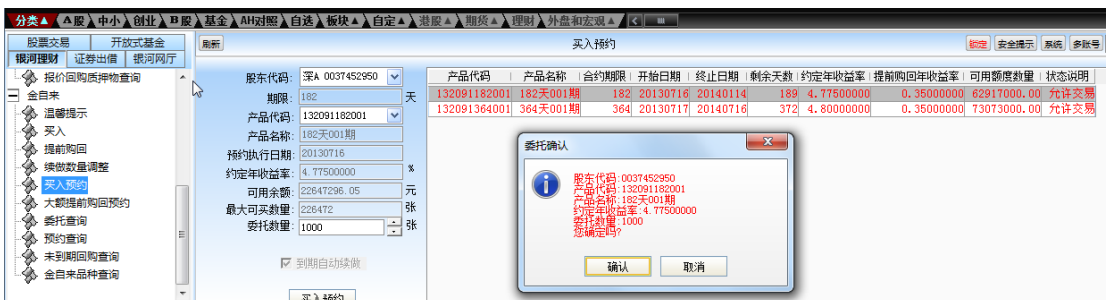 分类▲ A股 中小 创业 B股 基金 AH对照 自选 板块▲ 自定▲ 港股▲ 期货▲ 理财 外盘和宏观▲
股票交易 开放式基金
银河理财 证券出借 银河网厅
刷新 买入预约 锁定 安全提示 系统 多账号
报价回购质押物查询
金自来
温馨提示
买入
提前购回
续做数量调整
买入预约
大额提前购回预约
委托查询
预约查询
未到期回购查询
金自来品种查询
股东代码: 深A 0037452950
期限: 182 天
产品代码: 132091182001
产品名称: 182天001期
预约执行日期: 20130716
约定年收益率: 4.77500000 %
可用余额: 22647296.05 元
最大可买数量: 226472 张
委托数量: 1000 张
到期自动续做
买入预约
产品代码 产品名称 合约期限 开始日期 终止日期 剩余天数 约定年收益率 提前购回年收益率 可用额度数量 状态说明
132091182001 182天001期 182 20130716 20140114 189 4.77500000 0.35000000 62917000.00 允许交易
132091364001 364天001期 364 20130717 20140716 372 4.80000000 0.35000000 73073000.00 允许交易
委托确认
股东代码:0037452950
产品代码:132091182001
产品名称:182天001期
约定年收益率:4.77500000
委托数量:1000
您确定吗?
确认 取消